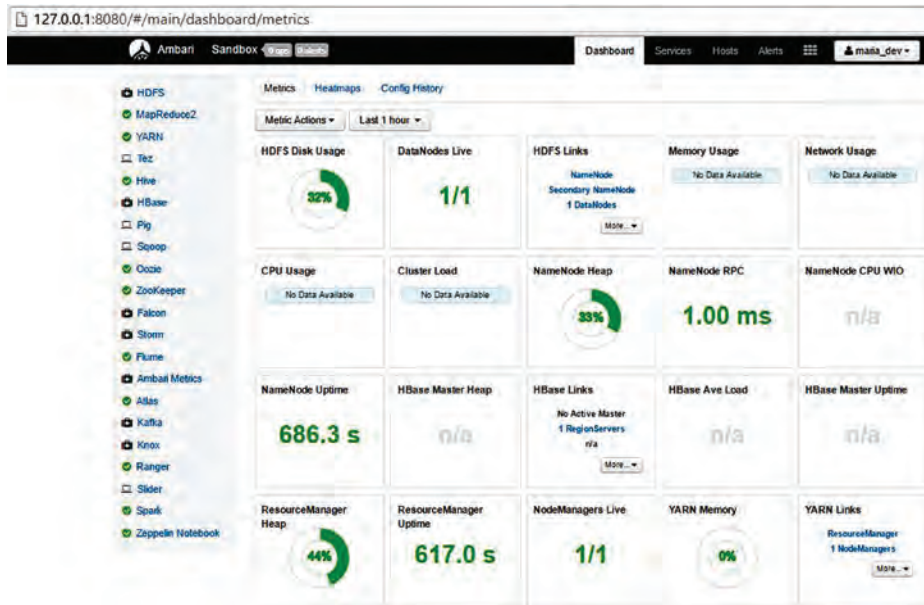 127.0.0.1:8080/#/main/dashboard/metrics
Ambari Sandbox Dashboard Services Hosts Alerts maria_dev
HDFS
MapReduce2
YARN
Tez
Hive
HBase
Pig
Sqoop
Oozie
ZooKeeper
Falcon
Storm
Flume
Ambari Metrics
Atlas
Kafka
Knox
Ranger
Slider
Spark
Zeppelin Notebook
Metrics Heatmaps Config History
Metric Actions Last 1 hour
HDFS Disk Usage
32%
DataNodes Live
1/1
HDFS Links
NameNode
Secondary NameNode
1 DataNodes
More...
Memory Usage
No Data Available
Network Usage
No Data Available
CPU Usage
No Data Available
Cluster Load
No Data Available
NameNode Heap
33%
NameNode RPC
1.00 ms
NameNode CPU WIO
n/a
NameNode Uptime
686.3 s
HBase Master Heap
n/a
HBase Links
No Active Master
1 RegionServers
n/a
More...
HBase Ave Load
n/a
HBase Master Uptime
n/a
ResourceManager
Heap
44%
ResourceManager
Uptime
617.0 s
NodeManagers Live
1/1
YARN Memory
0%
YARN Links
ResourceManager
1 NodeManagers
More...